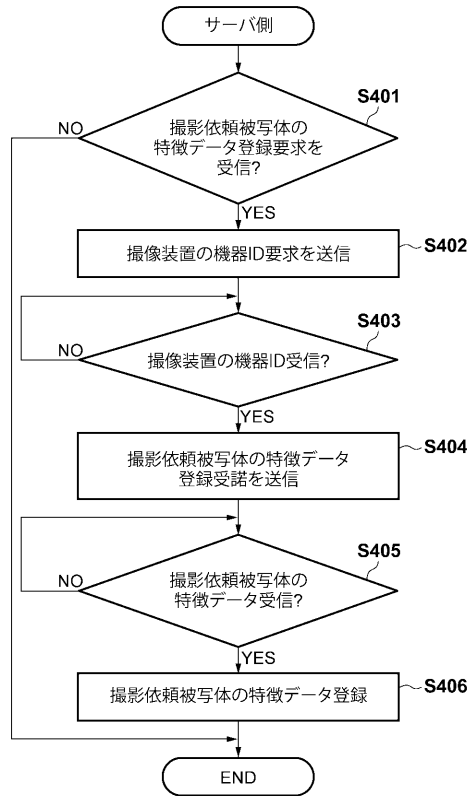 サーバ側
S401
撮影依頼被写体の
特徴データ登録要求を
受信?
NO
YES
撮像装置の機器ID要求を送信
S402
S403
撮像装置の機器ID受信?
NO
YES
撮影依頼被写体の特徴データ
登録受諾を送信
S404
S405
撮影依頼被写体の
特徴データ受信?
NO
YES
撮影依頼被写体の特徴データ登録
S406
END